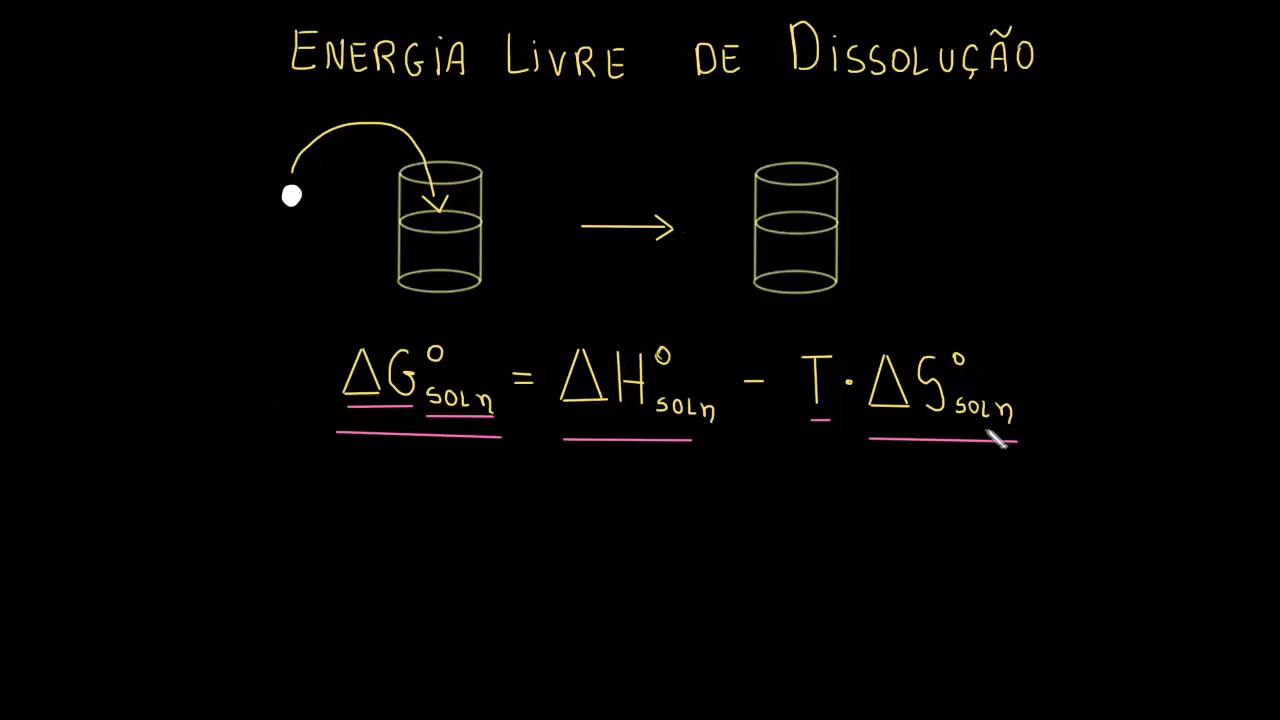 ENERGIA LIVRE DE DISSOLUÇÃO
ΔG°soln = ΔH°soln - T · ΔS°soln